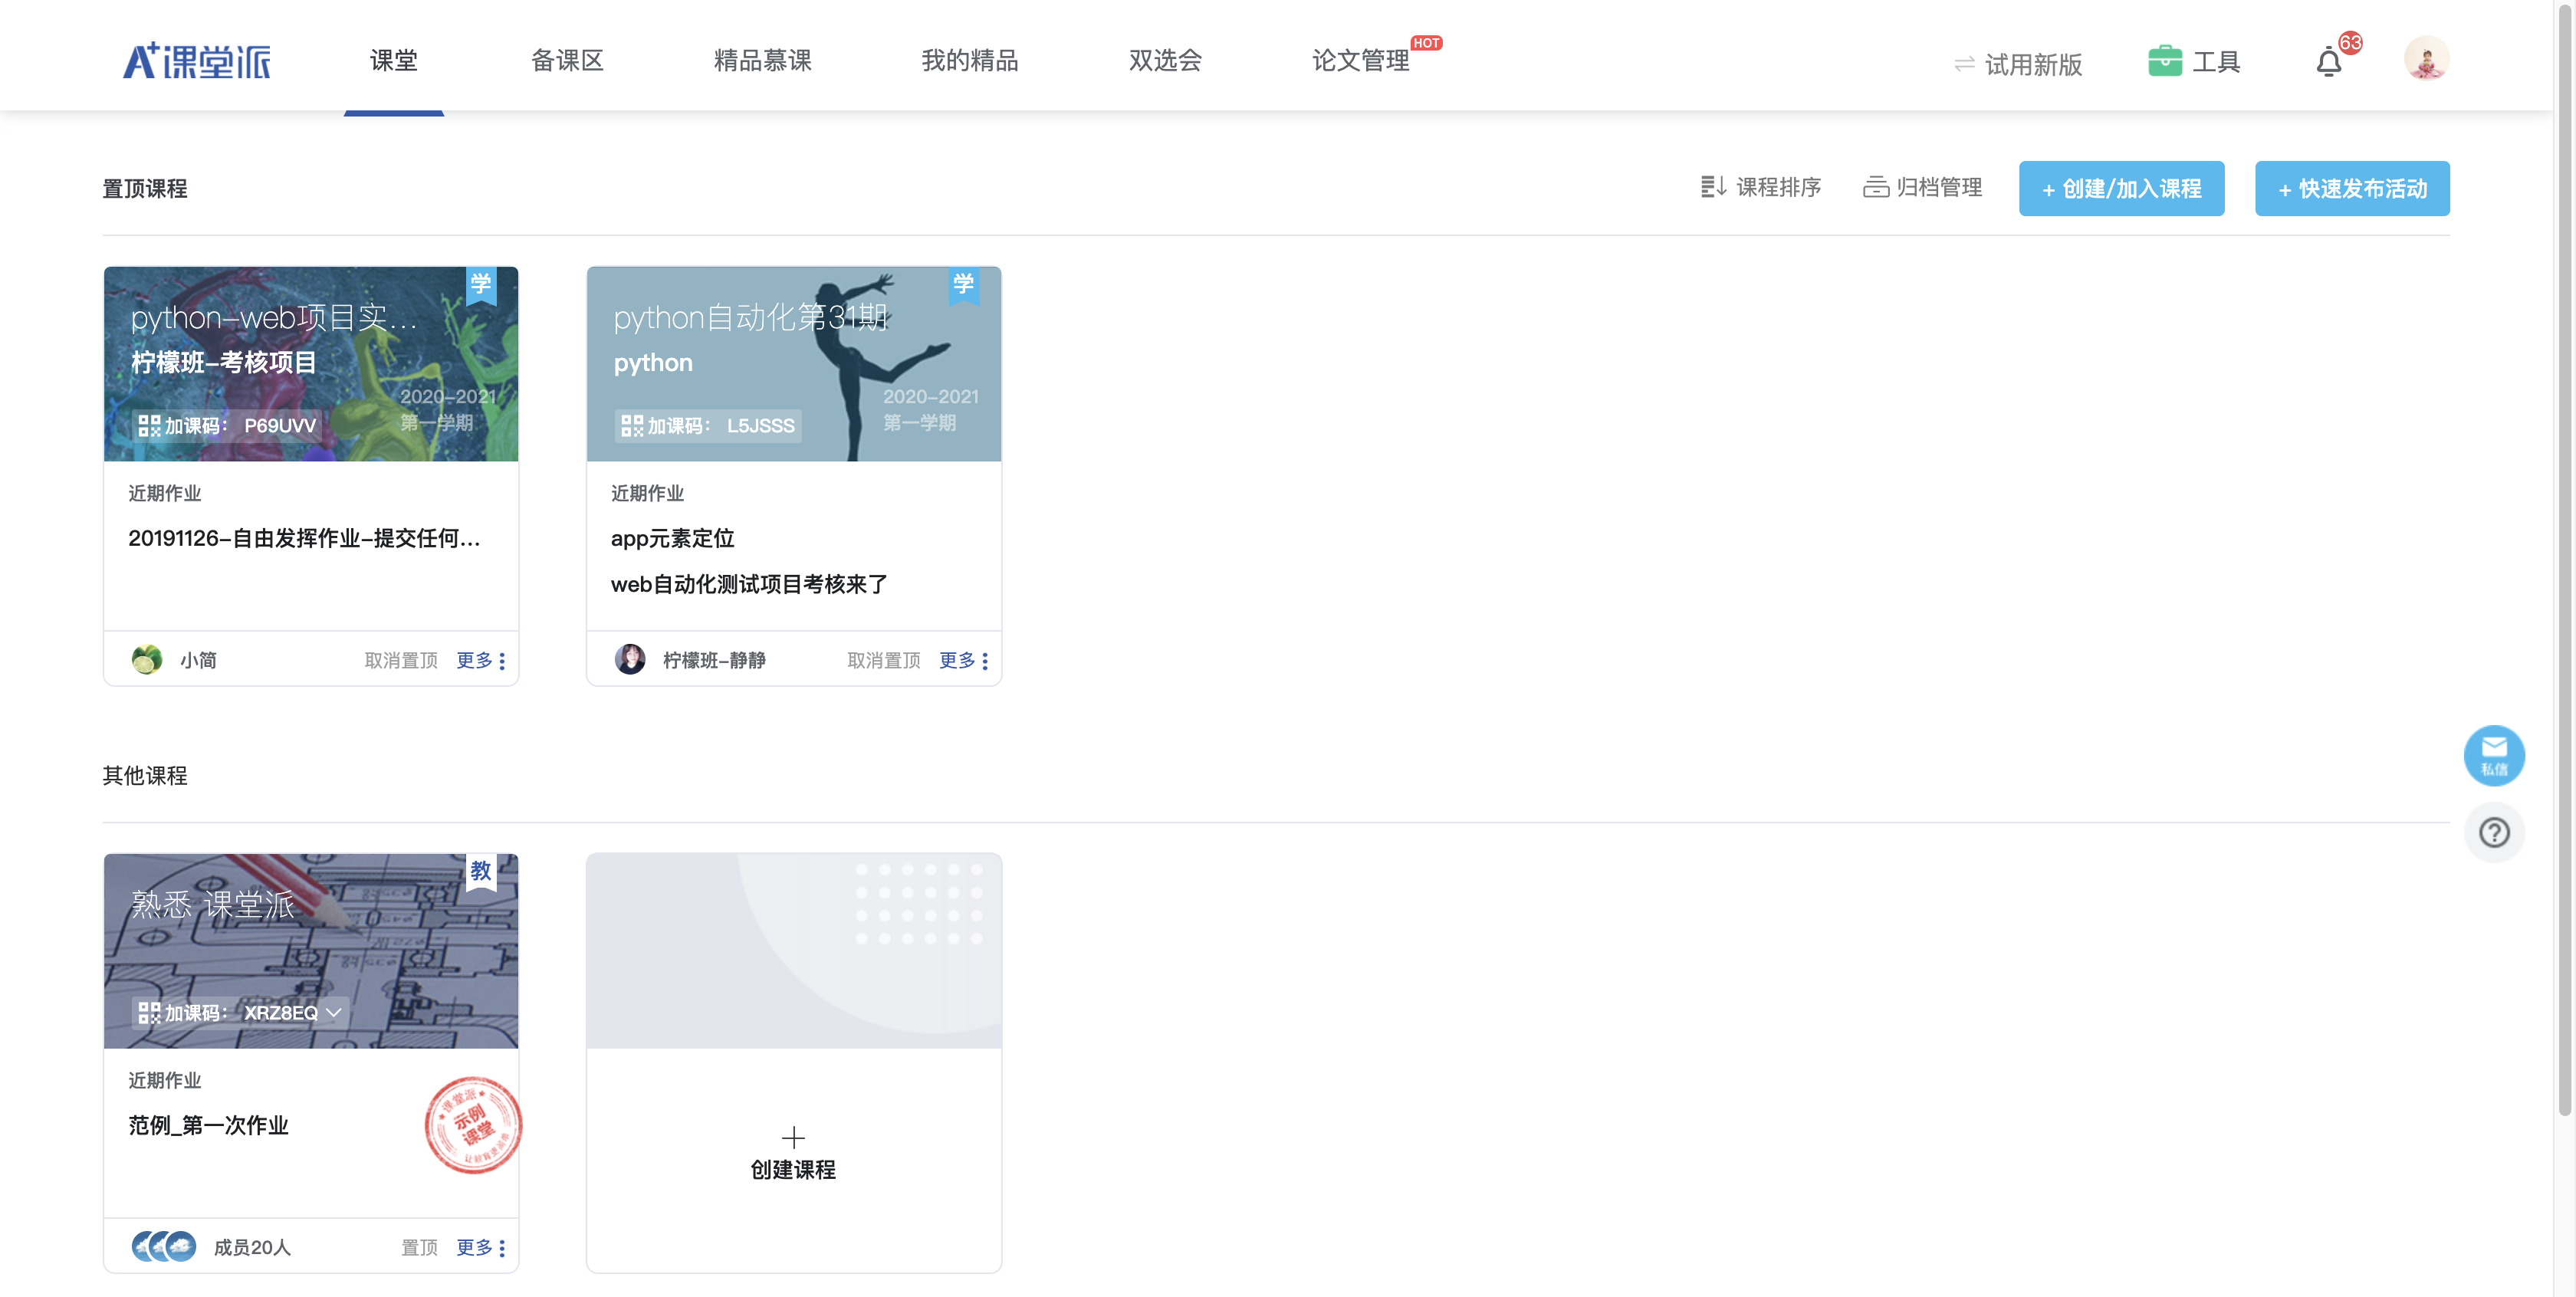 A+课堂派
课堂
备课区
精品慕课
我的精品
双选会
论文管理
HOT
试用新版
工具
63
置顶课程
课程排序
归档管理
+ 创建/加入课程
+ 快速发布活动
学
python-web项目实...
柠檬班-考核项目
2020-2021
第一学期
加课码： P69UVV
近期作业
20191126-自由发挥作业-提交任何...
小简
取消置顶
更多
学
python自动化第31期
python
2020-2021
第一学期
加课码： L5JSSS
近期作业
app元素定位
web自动化测试项目考核来了
柠檬班-静静
取消置顶
更多
私信
其他课程
教
熟悉 课堂派
加课码： XRZ8EQ
近期作业
范例_第一次作业
课堂派
示例
课堂
成员20人
置顶
更多
创建课程